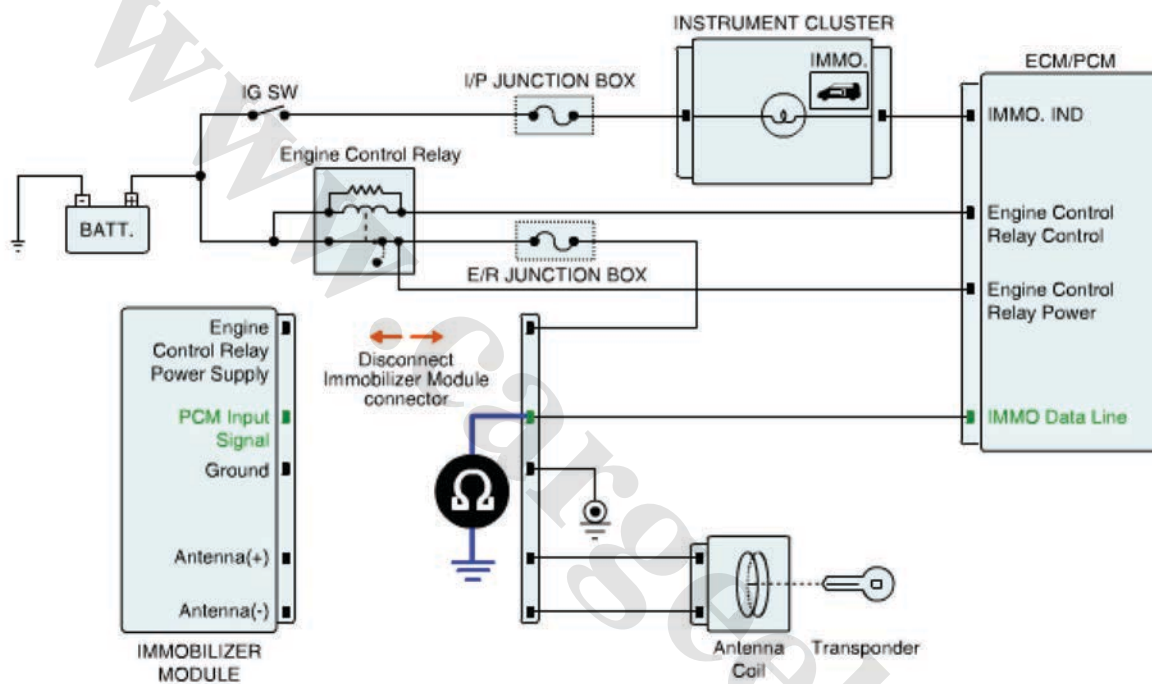 INSTRUMENT CLUSTER
IMMO.
ECM/PCM
I/P JUNCTION BOX
IG SW
IMMO. IND
Engine Control Relay
BATT.
-
+
Engine Control
Relay Control
E/R JUNCTION BOX
Engine Control
Relay Power
Engine
Control Relay
Power Supply
Disconnect
Immobilizer Module
connector
PCM Input
Signal
IMMO Data Line
Ground
Ω
Antenna(+)
Antenna(-)
IMMOBILIZER
MODULE
Antenna
Coil
Transponder